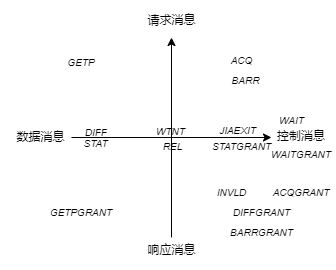 请求消息
GETP
ACQ
BARR
WAIT
数据消息
DIFF
WTNT
JIAEXIT
控制消息
STAT
REL
STATGRANT
WAITGRANT
INVLD
ACQGRANT
GETPGRANT
DIFFGRANT
BARRGRANT
响应消息